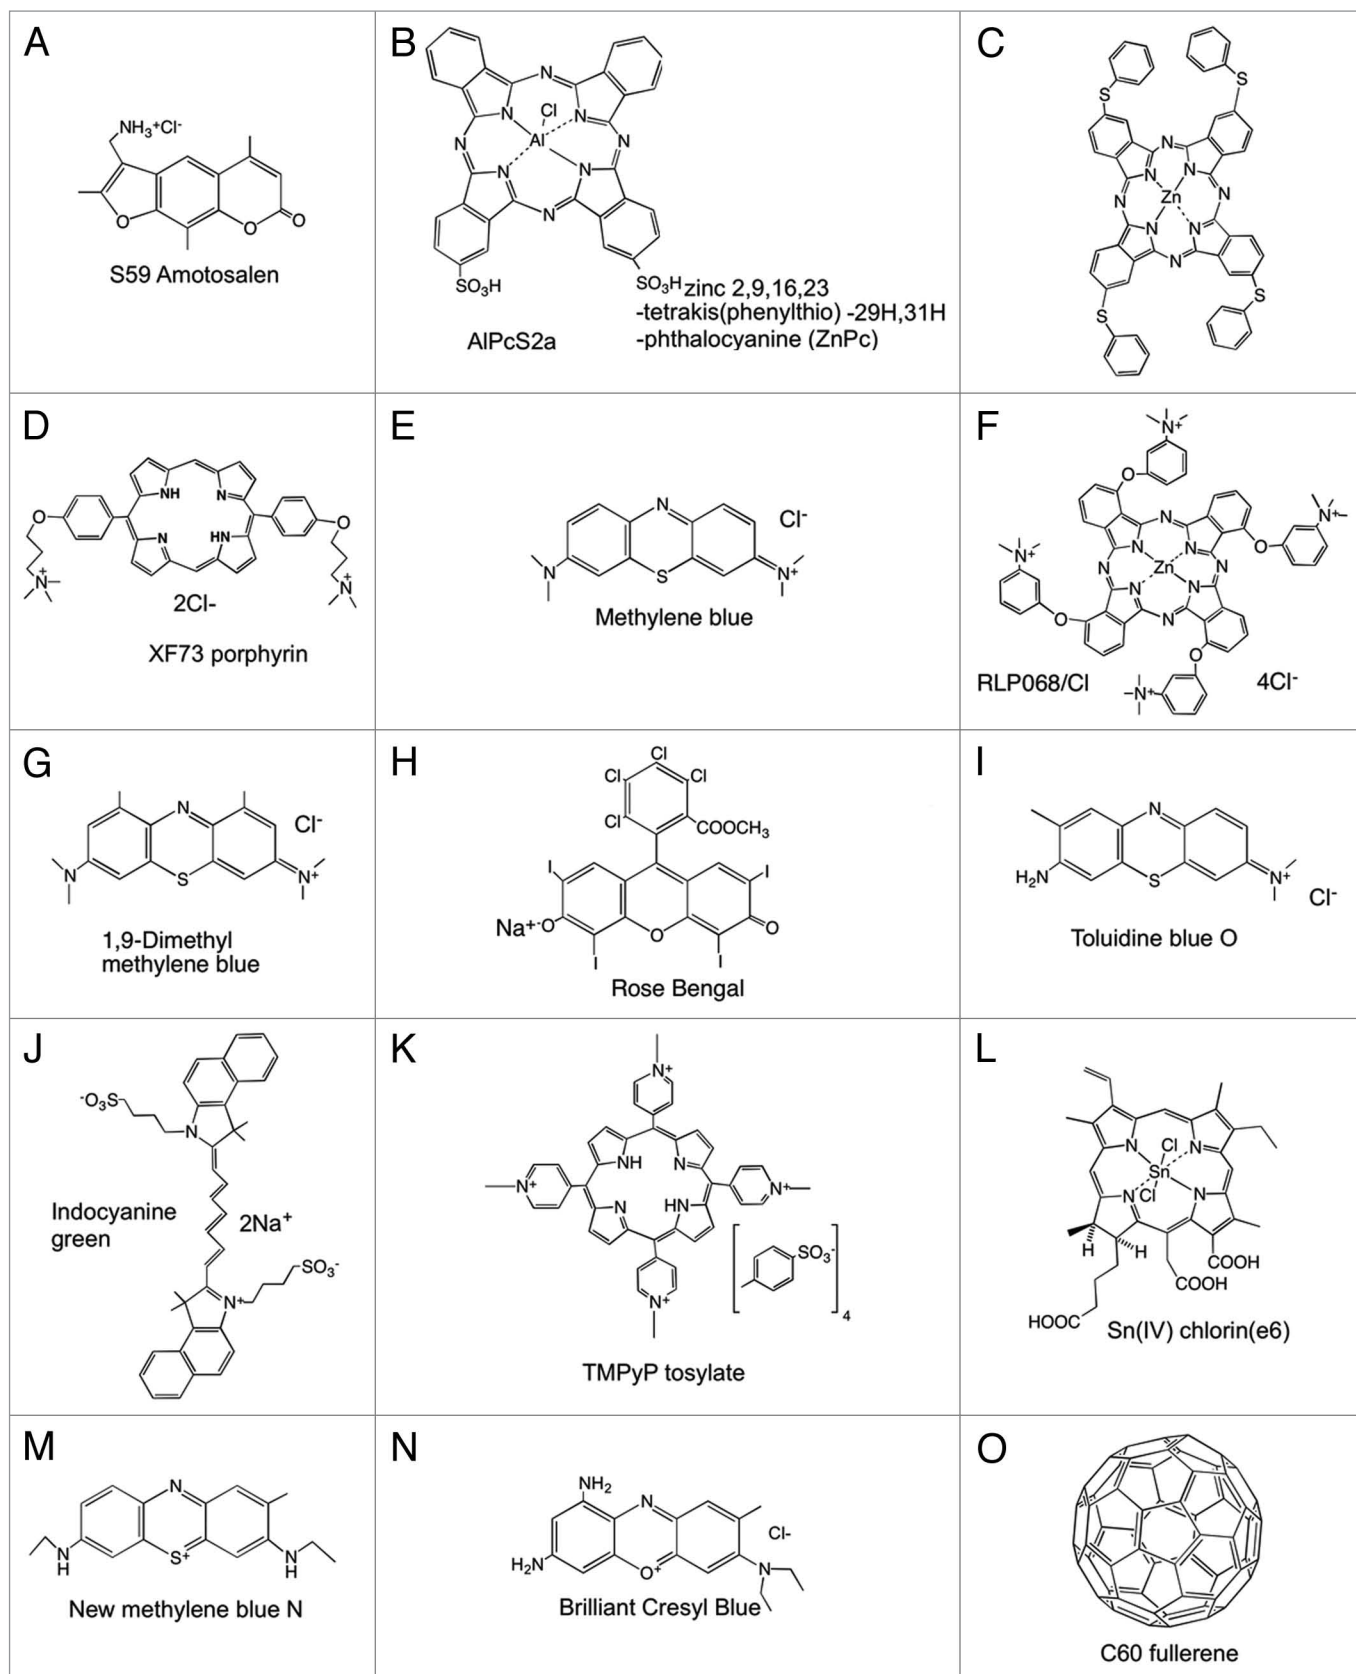 A
NH3+Cl-
O
O
O
S59 Amotosalen
B
N
N
Cl
N
N
Al
N
N
N
N
SO3H
SO3H
zinc 2,9,16,23
-tetrakis(phenylthio) -29H,31H
-phthalocyanine (ZnPc)
AlPcS2a
C
S
S
N
N
N
Zn
N
N
N
N
N
S
S
D
NH
N
O
O
N
HN
N+
N+
2Cl-
XF73 porphyrin
E
N
Cl-
N
S
N+
Methylene blue
F
N+
O
N+
N
O
N+
N
N
N
Zn
N
N
N
N
O
O
N+
RLP068/Cl
4Cl-
G
N
Cl-
N
S
N+
1,9-Dimethyl
methylene blue
H
Cl
Cl
Cl
Cl
COOCH3
I
I
Na+-O
O
O
I
I
Rose Bengal
I
N
H2N
S
N+
Cl-
Toluidine blue O
J
-O3S
N
Indocyanine
green
2Na+
SO3-
N+
K
N+
NH
N
N+
N+
N
HN
SO3-
N+
4
TMPyP tosylate
L
N
Cl
N
Sn
N
Cl
N
H
H
COOH
COOH
HOOC
Sn(IV) chlorin(e6)
M
N
NH
S+
NH
New methylene blue N
N
NH2
N
Cl-
H2N
O+
N
Brilliant Cresyl Blue
O
C60 fullerene